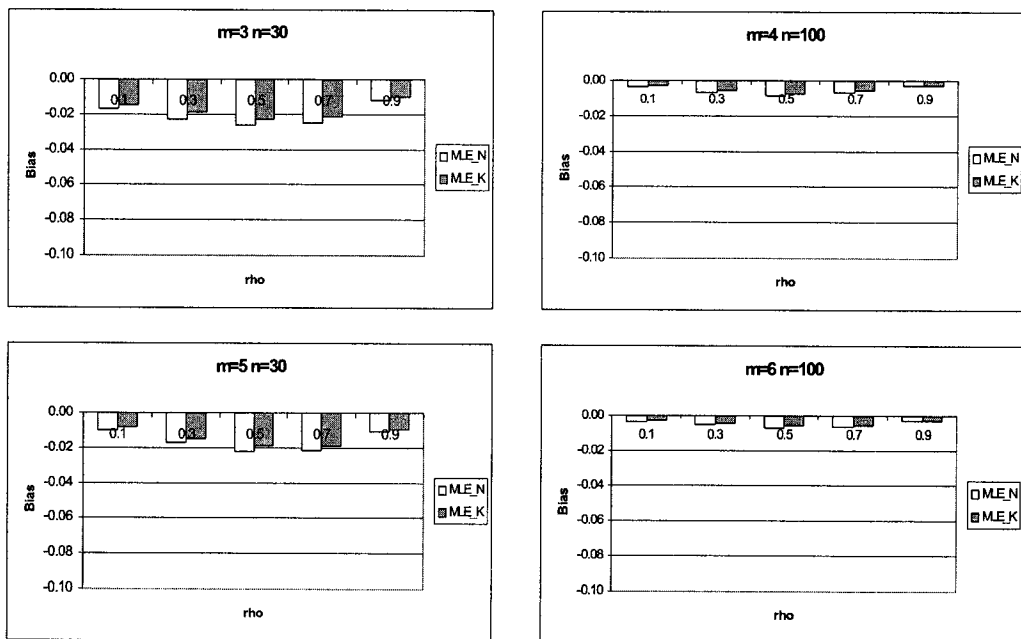 m=3 n=30
0.00
-0.02
-0.04
-0.06
-0.08
-0.10
Bias
0.1 0.3 0.5 0.7 0.9
rho
MLE_N
MLE_K
m=4 n=100
0.00
-0.02
-0.04
-0.06
-0.08
-0.10
Bias
0.1 0.3 0.5 0.7 0.9
rho
MLE_N
MLE_K
m=5 n=30
0.00
-0.02
-0.04
-0.06
-0.08
-0.10
Bias
0.1 0.3 0.5 0.7 0.9
rho
MLE_N
MLE_K
m=6 n=100
0.00
-0.02
-0.04
-0.06
-0.08
-0.10
Bias
0.1 0.3 0.5 0.7 0.9
rho
MLE_N
MLE_K